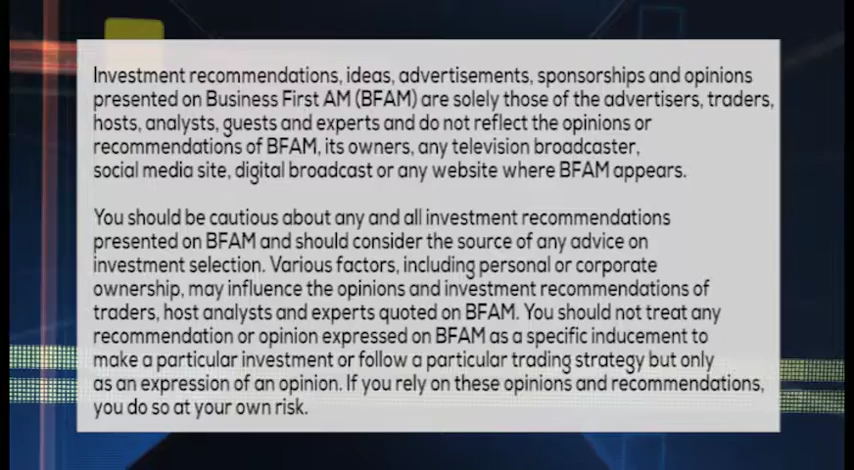 Investment recommendations, ideas, advertisements, sponsorships and opinions
presented on Business First AM (BFAM) are solely those of the advertisers, traders,
hosts, analysts, guests and experts and do not reflect the opinions or
recommendations of BFAM, its owners, any television broadcaster,
social media site, digital broadcast or any website where BFAM appears.
You should be cautious about any and all investment recommendations
presented on BFAM and should consider the source of any advice on
investment selection. Various factors, including personal or corporate
ownership, may influence the opinions and investment recommendations of
traders, host analysts and experts quoted on BFAM. You should not treat any
recommendation or opinion expressed on BFAM as a specific inducement to
make a particular investment or follow a particular trading strategy but only
as an expression of an opinion. If you rely on these opinions and recommendations,
you do so at your own risk.